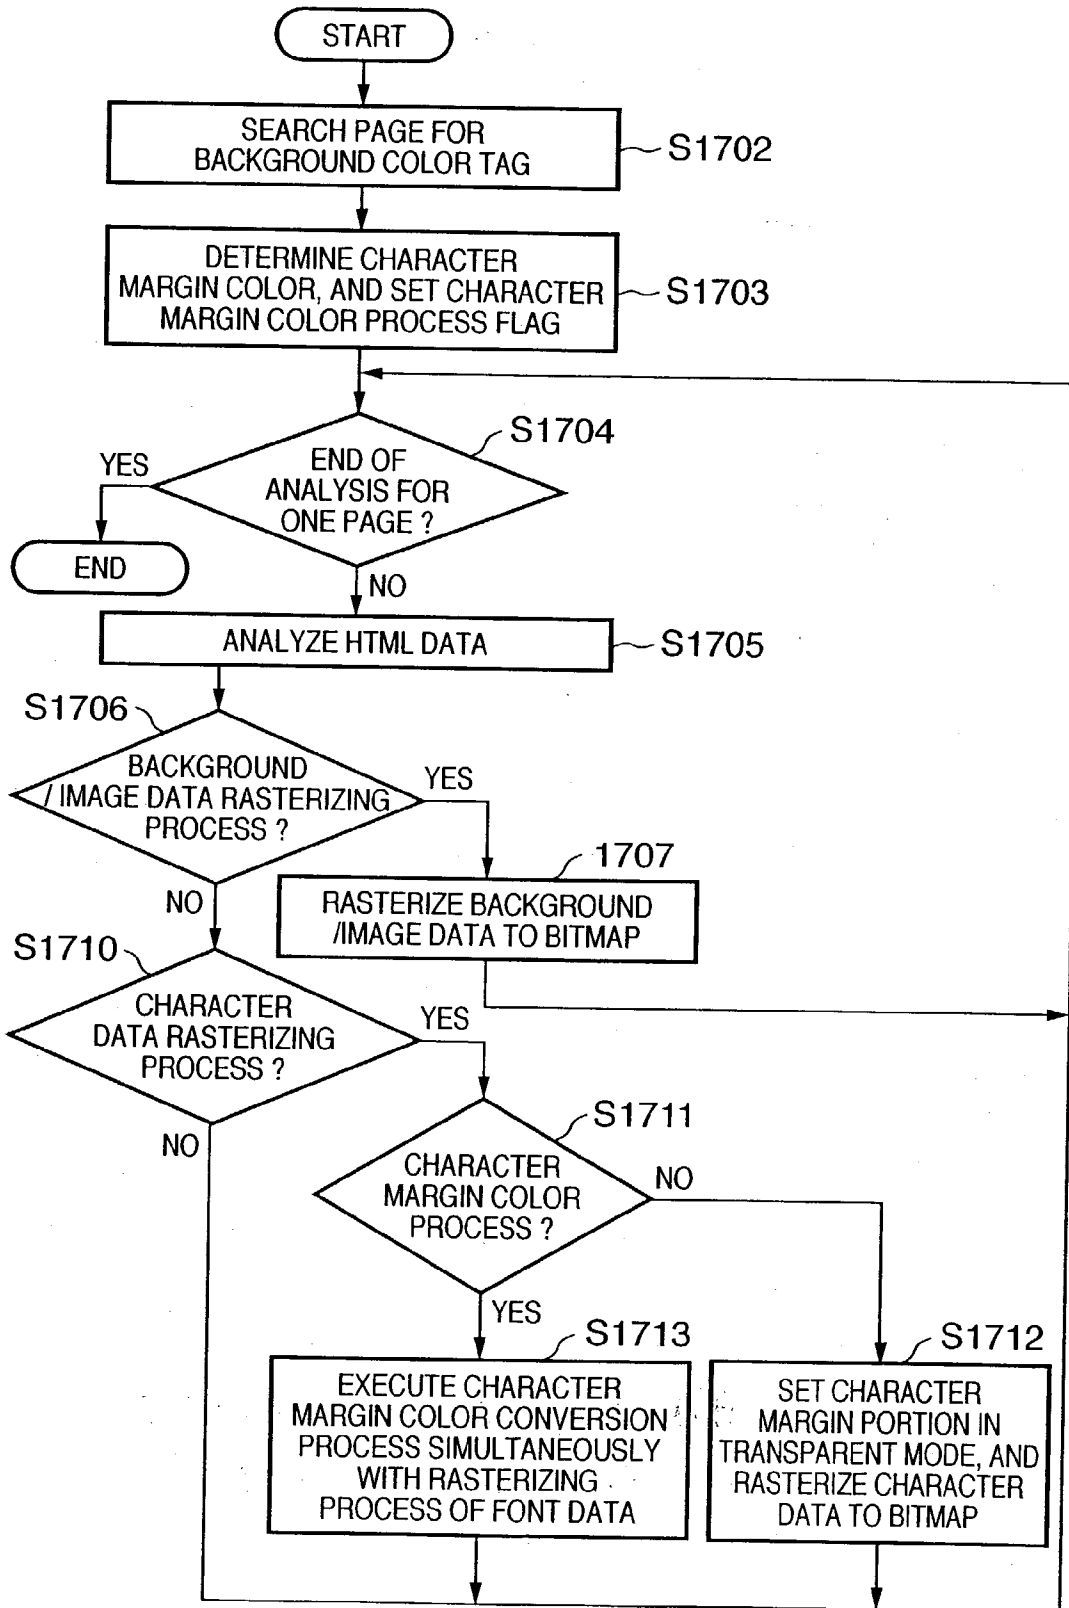 START
SEARCH PAGE FOR
BACKGROUND COLOR TAG
S1702
DETERMINE CHARACTER
MARGIN COLOR, AND SET CHARACTER
MARGIN COLOR PROCESS FLAG
S1703
S1704
YES
END OF
ANALYSIS FOR
ONE PAGE ?
END
NO
ANALYZE HTML DATA
S1705
S1706
BACKGROUND
/ IMAGE DATA RASTERIZING
PROCESS ?
YES
NO
1707
RASTERIZE BACKGROUND
/IMAGE DATA TO BITMAP
S1710
CHARACTER
DATA RASTERIZING
PROCESS ?
YES
NO
S1711
CHARACTER
MARGIN COLOR
PROCESS ?
NO
YES
S1713
EXECUTE CHARACTER
MARGIN COLOR CONVERSION
PROCESS SIMULTANEOUSLY
WITH RASTERIZING
PROCESS OF FONT DATA
S1712
SET CHARACTER
MARGIN PORTION IN
TRANSPARENT MODE, AND
RASTERIZE CHARACTER
DATA TO BITMAP